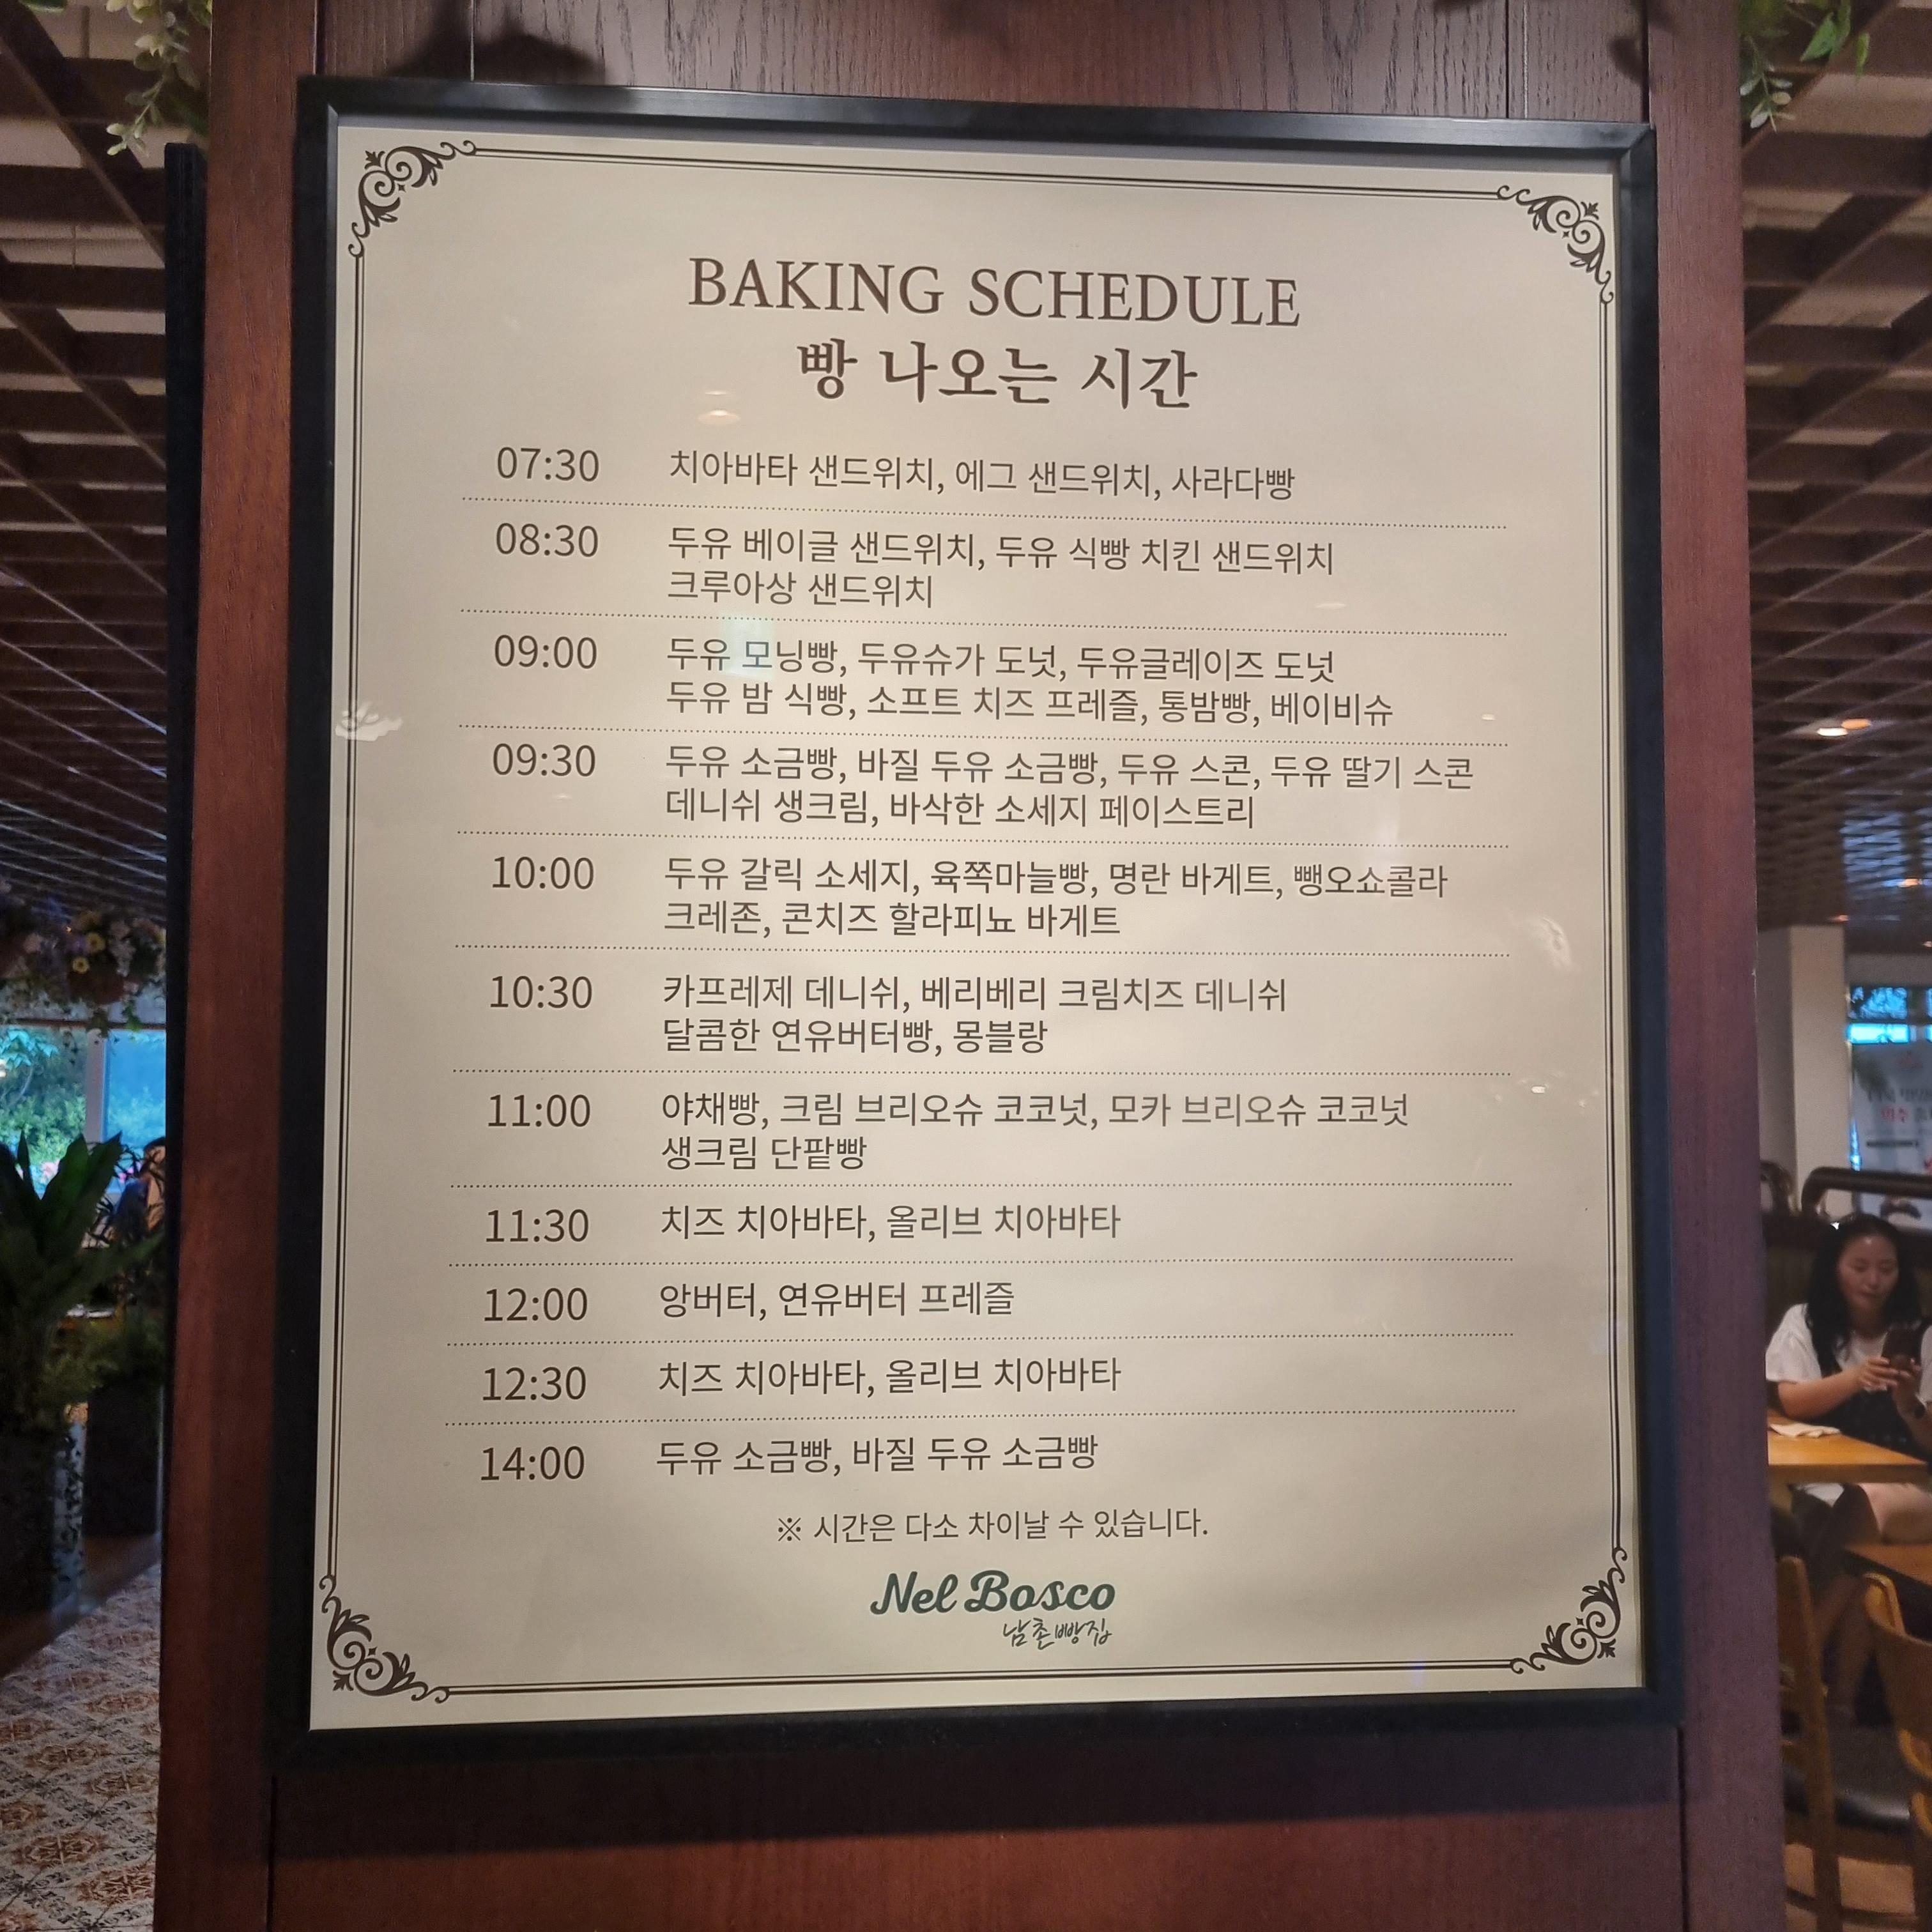 BAKING SCHEDULE
빵 나오는 시간
07:30 치아바타 샌드위치, 에그 샌드위치, 사라다빵
08:30 두유 베이글 샌드위치, 두유 식빵 치킨 샌드위치
크루아상 샌드위치
09:00 두유 모닝빵, 두유슈가 도넛, 두유글레이즈 도넛
두유 밤 식빵, 소프트 치즈 프레즐, 통밤빵, 베이비슈
09:30 두유 소금빵, 바질 두유 소금빵, 두유 스콘, 두유 딸기 스콘
데니쉬 생크림, 바삭한 소세지 페이스트리
10:00 두유 갈릭 소세지, 육쪽마늘빵, 명란 바게트, 뺑오쇼콜라
크레존, 콘치즈 할라피뇨 바게트
10:30 카프레제 데니쉬, 베리베리 크림치즈 데니쉬
달콤한 연유버터빵, 몽블랑
11:00 야채빵, 크림 브리오슈 코코넛, 모카 브리오슈 코코넛
생크림 단팥빵
11:30 치즈 치아바타, 올리브 치아바타
12:00 앙버터, 연유버터 프레즐
12:30 치즈 치아바타, 올리브 치아바타
14:00 두유 소금빵, 바질 두유 소금빵
※ 시간은 다소 차이날 수 있습니다.
Nel Bosco
남촌빵집